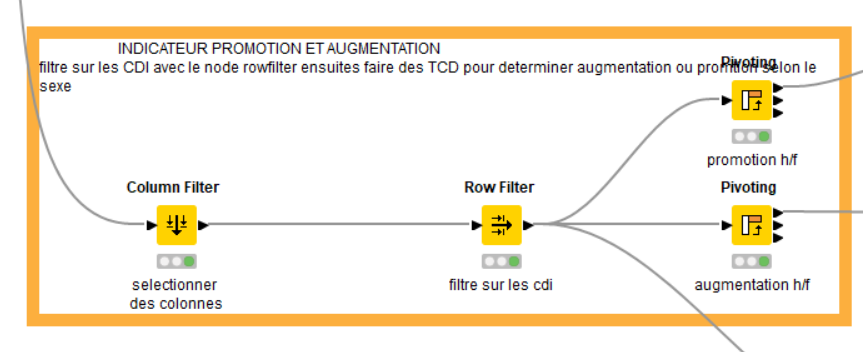 INDICATEUR PROMOTION ET AUGMENTATION
filtre sur les CDI avec le node rowfilter ensuites faire des TCD pour determiner augmentation ou promtion selon le
sexe
Pivoting
promotion h/f
Column Filter
Row Filter
Pivoting
selectionner
des colonnes
filtre sur les cdi
augmentation h/f